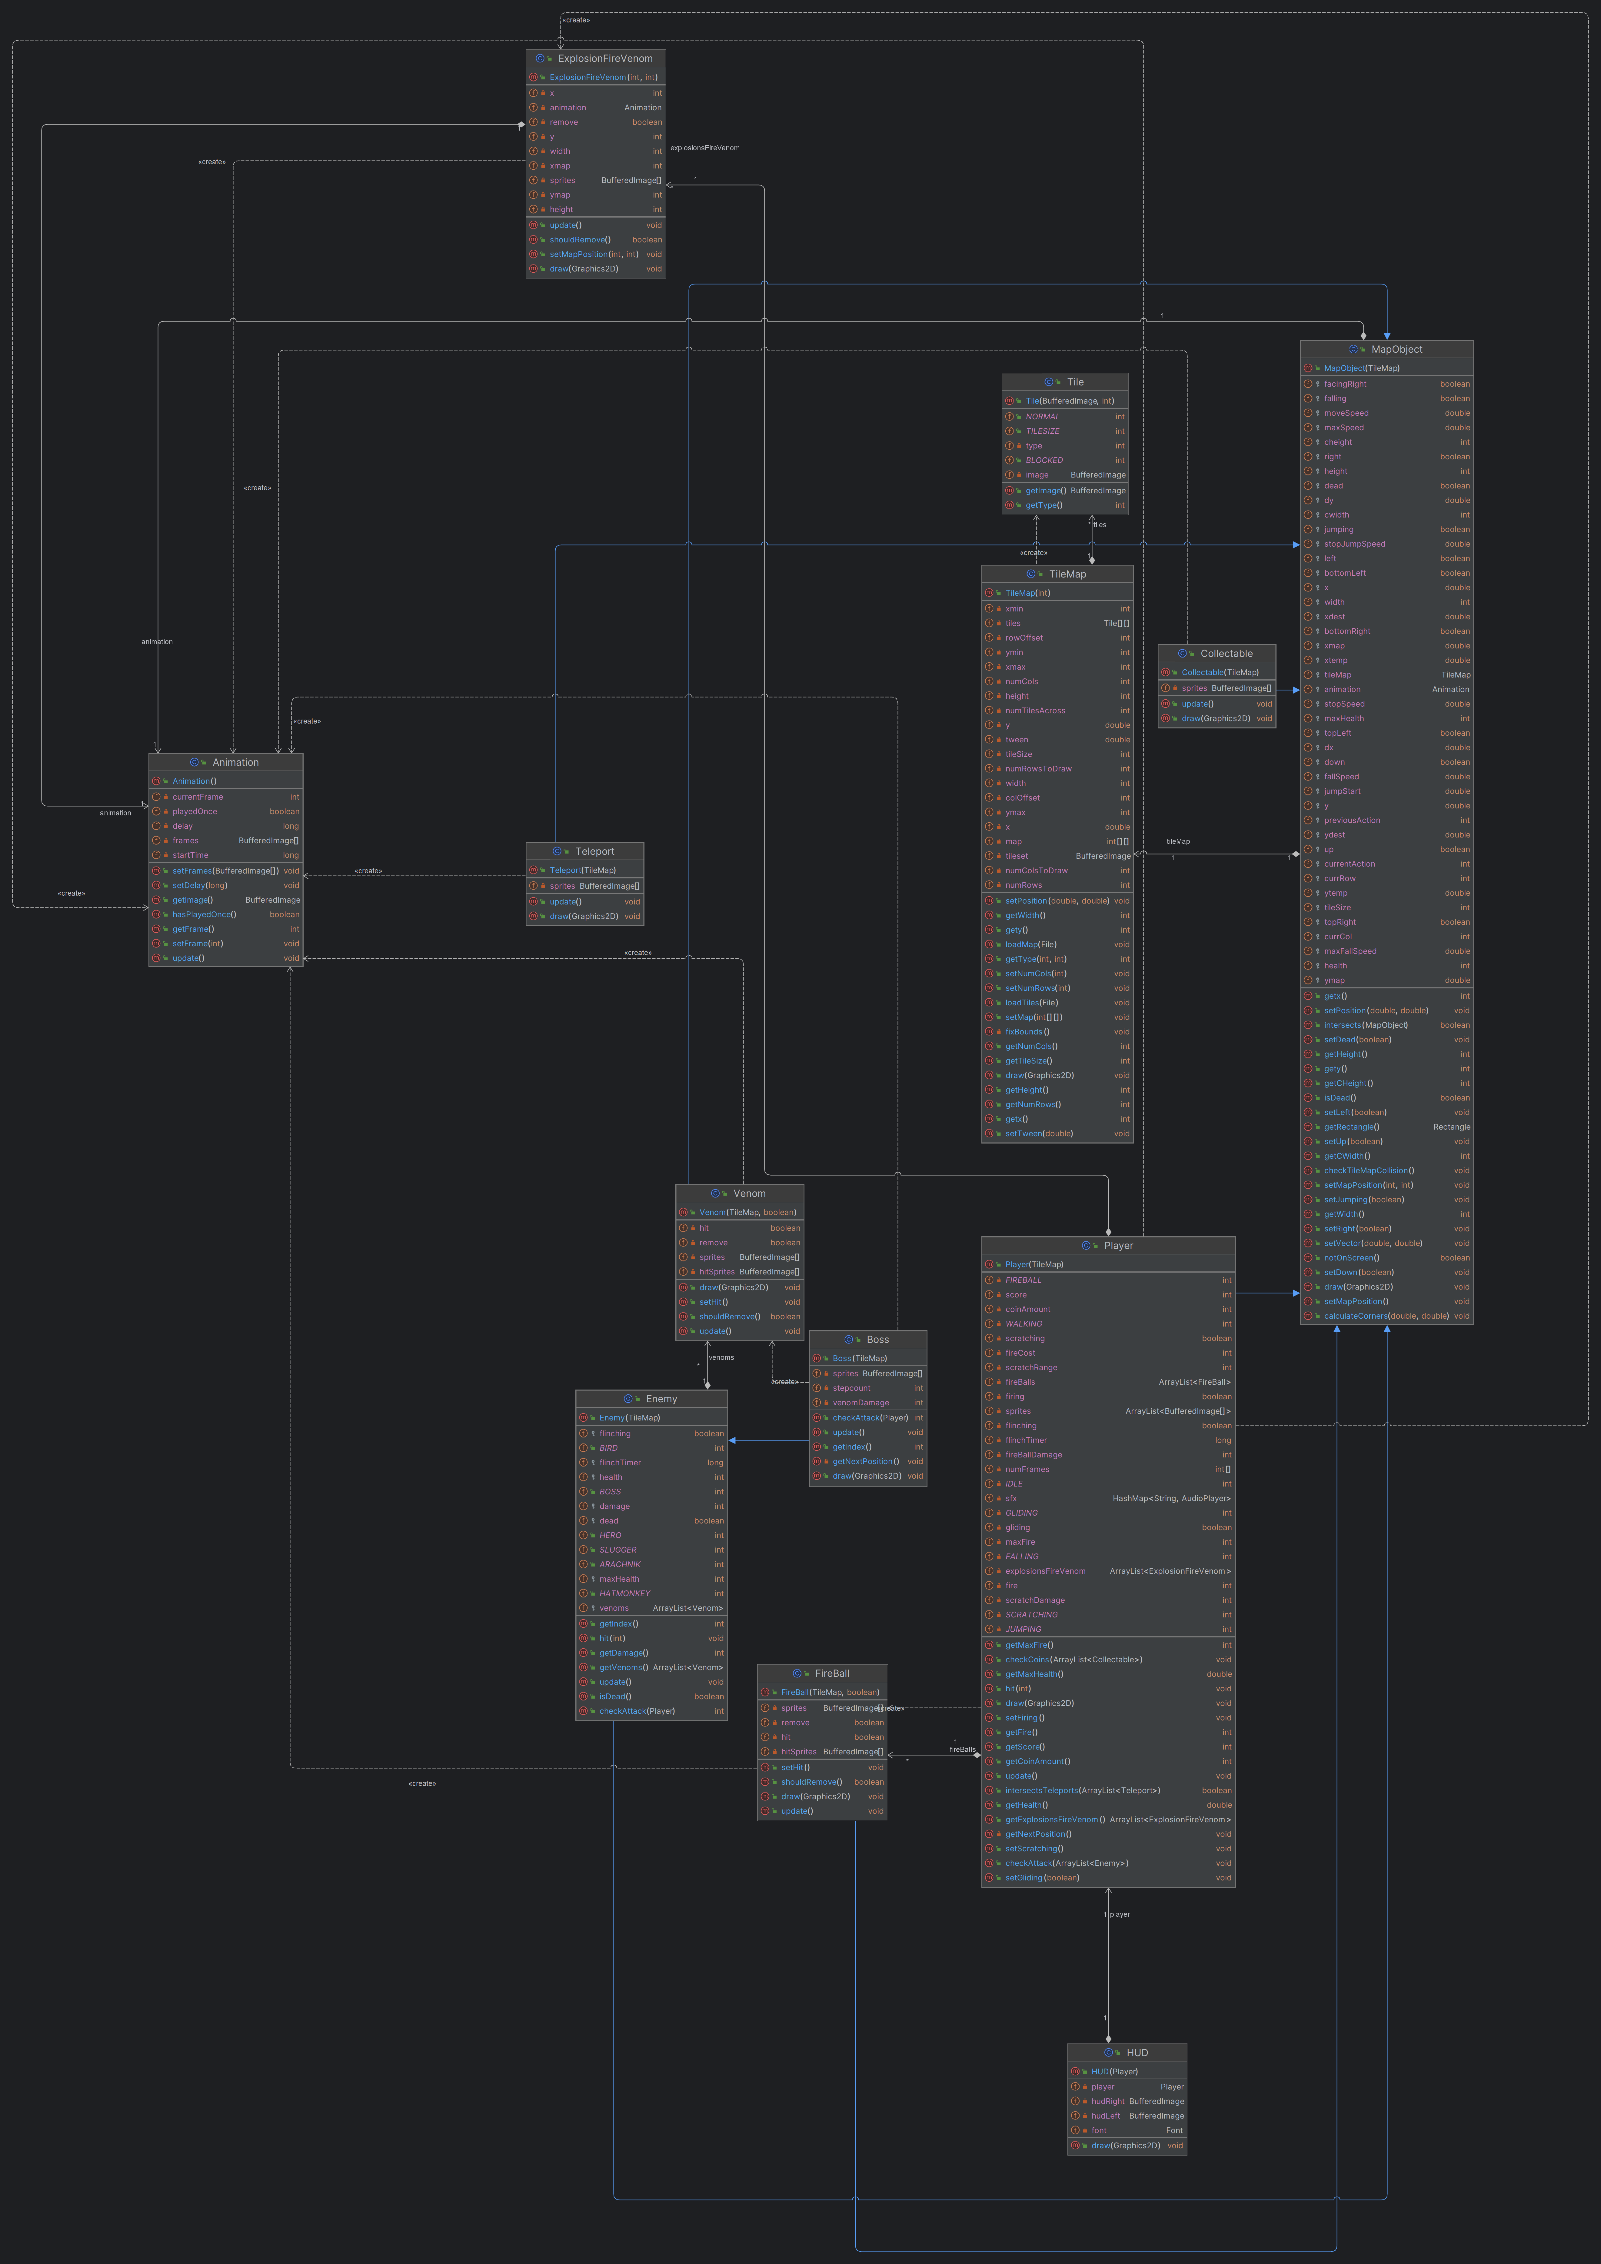 «create»
ExplosionFireVenom
ExplosionFireVenom(int, int)
x int
animation Animation
remove boolean
y int
width int
xmap int
sprites BufferedImage[]
ymap int
height int
update() void
shouldRemove() boolean
setMapPosition(int, int) void
draw(Graphics2D) void
explosionsFireVenom
«create»
1
MapObject
MapObject(TileMap)
facingRight boolean
falling boolean
moveSpeed double
maxSpeed double
cheight int
right boolean
height int
dead boolean
dy double
cwidth int
jumping boolean
stopJumpSpeed double
left boolean
bottomLeft boolean
x double
width int
xdest double
bottomRight boolean
xmap double
xtemp double
tileMap TileMap
animation Animation
stopSpeed double
maxHealth int
topLeft boolean
dx double
down boolean
fallSpeed double
jumpStart double
y double
previousAction int
ydest double
up boolean
currentAction int
currRow int
ytemp double
tileSize int
topRight boolean
currCol int
maxFallSpeed double
health int
ymap double
getx() int
setPosition(double, double) void
intersects(MapObject) boolean
setDead(boolean) void
getHeight() int
gety() int
getCHeight() int
isDead() boolean
setLeft(boolean) void
getRectangle() Rectangle
setUp(boolean) void
getCWidth() int
checkTileMapCollision() void
setMapPosition(int, int) void
setJumping(boolean) void
getWidth() int
setRight(boolean) void
setVector(double, double) void
notOnScreen() boolean
setDown(boolean) void
draw(Graphics2D) void
setMapPosition() void
calculateCorners(double, double) void
Tile
Tile(BufferedImage, int)
NORMAL int
TILESIZE int
type int
BLOCKED int
image BufferedImage
getImage() BufferedImage
getType() int
tiles
«create»
1
«create»
TileMap
TileMap(int)
xmin int
tiles Tile[][]
rowOffset int
ymin int
xmax int
numCols int
height int
numTilesAcross int
y double
tween double
tileSize int
numRowsToDraw int
width int
colOffset int
ymax int
x double
map int[][]
tileset BufferedImage
numColsToDraw int
numRows int
setPosition(double, double) void
getWidth() int
gety() int
loadMap(File) void
getType(int, int) int
setNumCols(int) void
setNumRows(int) void
loadTiles(File) void
setMap(int[][]) void
fixBounds() void
getNumCols() int
getTileSize() int
draw(Graphics2D) void
getHeight() int
getNumRows() int
getx() int
setTween(double) void
Collectable
Collectable(TileMap)
sprites BufferedImage[]
update() void
draw(Graphics2D) void
tileMap
1 1
animation
«create»
Animation
Animation()
currentFrame int
playedOnce boolean
delay long
frames BufferedImage[]
startTime long
setFrames(BufferedImage[]) void
setDelay(long) void
getImage() BufferedImage
hasPlayedOnce() boolean
getFrame() int
setFrame(int) void
update() void
animation
«create»
«create»
Teleport
Teleport(TileMap)
sprites BufferedImage[]
update() void
draw(Graphics2D) void
«create»
Venom
Venom(TileMap, boolean)
hit boolean
remove boolean
sprites BufferedImage[]
hitSprites BufferedImage[]
draw(Graphics2D) void
setHit() void
shouldRemove() boolean
update() void
venoms
1
«create»
Boss
Boss(TileMap)
sprites BufferedImage[]
stepcount int
venomDamage int
checkAttack(Player) int
update() void
getIndex() int
getNextPosition() void
draw(Graphics2D) void
Enemy
Enemy(TileMap)
flinching boolean
BIRD int
flinchTimer long
health int
BOSS int
damage int
dead boolean
HERO int
SLUGGER int
ARACHNIK int
maxHealth int
HATMONKEY int
venoms ArrayList<Venom>
getIndex() int
hit(int) void
getDamage() int
getVenoms() ArrayList<Venom>
update() void
isDead() boolean
checkAttack(Player) int
Player
Player(TileMap)
FIREBALL int
score int
coinAmount int
WALKING int
scratching boolean
fireCost int
scratchRange int
fireBalls ArrayList<FireBall>
firing boolean
sprites ArrayList<BufferedImage[]>
flinching boolean
flinchTimer long
fireBallDamage int
numFrames int[]
IDLE int
sfx HashMap<String, AudioPlayer>
GLIDING int
gliding boolean
maxFire int
FALLING int
explosionsFireVenom ArrayList<ExplosionFireVenom>
fire int
scratchDamage int
SCRATCHING int
JUMPING int
getMaxFire() int
checkCoins(ArrayList<Collectable>) void
getMaxHealth() double
hit(int) void
draw(Graphics2D) void
setFiring() void
getFire() int
getScore() int
getCoinAmount() int
update() void
intersectsTeleports(ArrayList<Teleport>) boolean
getHealth() double
getExplosionsFireVenom() ArrayList<ExplosionFireVenom>
getNextPosition() void
setScratching() void
checkAttack(ArrayList<Enemy>) void
setGliding(boolean) void
FireBall
FireBall(TileMap, boolean)
sprites BufferedImage[]
remove boolean
hit boolean
hitSprites BufferedImage[]
setHit() void
shouldRemove() boolean
draw(Graphics2D) void
update() void
fireBalls
«create»
1 player
1
HUD
HUD(Player)
player Player
hudRight BufferedImage
hudLeft BufferedImage
font Font
draw(Graphics2D) void